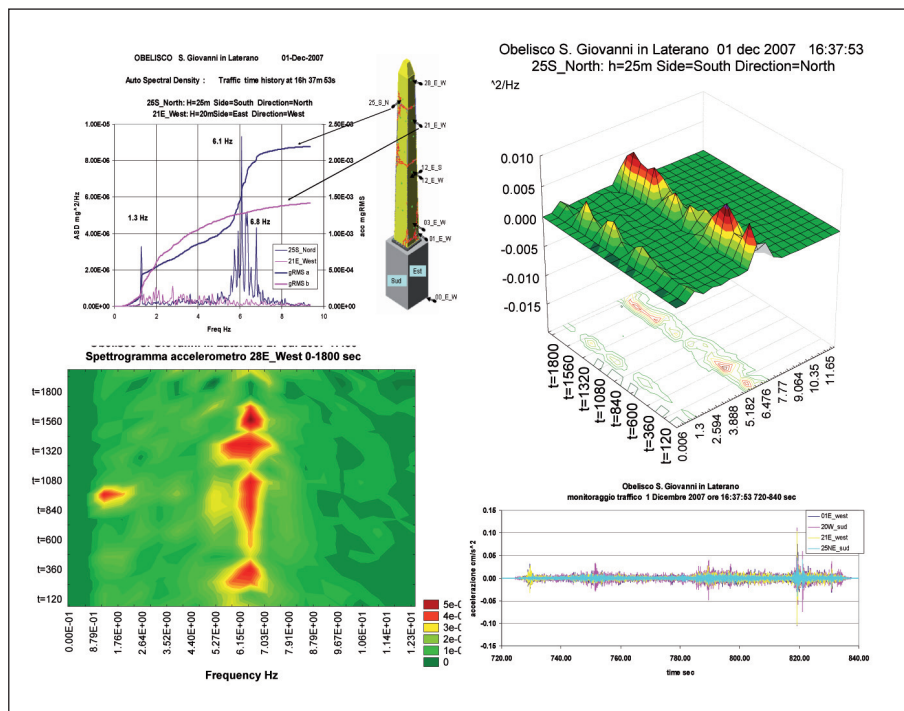 OBELISCO S. Giovanni in Laterano 01-Dec-2007
Auto Spectral Density : Traffic time history at 16h 37m 53s
25S_North: H=25m Side=South Direction=North
21E_West: H=20mSide=East Direction=West
1.00E-05
8.00E-06
6.00E-06
4.00E-06
2.00E-06
0.00E+00
ASD mg^2/Hz
2.50E-03
2.00E-03
1.50E-03
1.00E-03
5.00E-04
0.00E+00
acc mgRMS
6.1 Hz
1.3 Hz
6.8 Hz
25S_Nord
21E_West
gRMS a
gRMS b
0 2 4 6 8 10
Freq Hz
28_E_W
25_S_N
21_E_W
12_E_S
12_E_W
03_E_W
01_E_W
Sud
Est
00_E_W
Obelisco S. Giovanni in Laterano 01 dec 2007 16:37:53
25S_North: h=25m Side=South Direction=North
^2/Hz
0.010
0.005
0.000
-0.005
-0.010
-0.015
t=1800
t=1560
t=1320
t=1080
t=840
t=600
t=360
t=120
0.006
1.3
2.594
3.888
5.182
6.476
7.77
9.064
10.35
11.65
Spettrogramma accelerometro 28E_West 0-1800 sec
t=1800
t=1560
t=1320
t=1080
t=840
t=600
t=360
t=120
0.00E-01
8.79E-01
1.76E+00
2.64E+00
3.52E+00
4.40E+00
5.27E+00
6.15E+00
7.03E+00
7.91E+00
8.79E+00
9.67E+00
1.06E+01
1.14E+01
1.23E+01
Frequency Hz
5e-0
4e-0
3e-0
2e-0
1e-0
0
Obelisco S. Giovanni in Laterano
monitoraggio traffico 1 Dicembre 2007 ore 16:37:53 720-840 sec
0.15
0.10
0.05
0.00
-0.05
-0.10
-0.15
accelerazione cm/s^2
01E_west
20W_sud
21E_west
25NE_sud
720.00 740.00 760.00 780.00 800.00 820.00 840.00
time sec